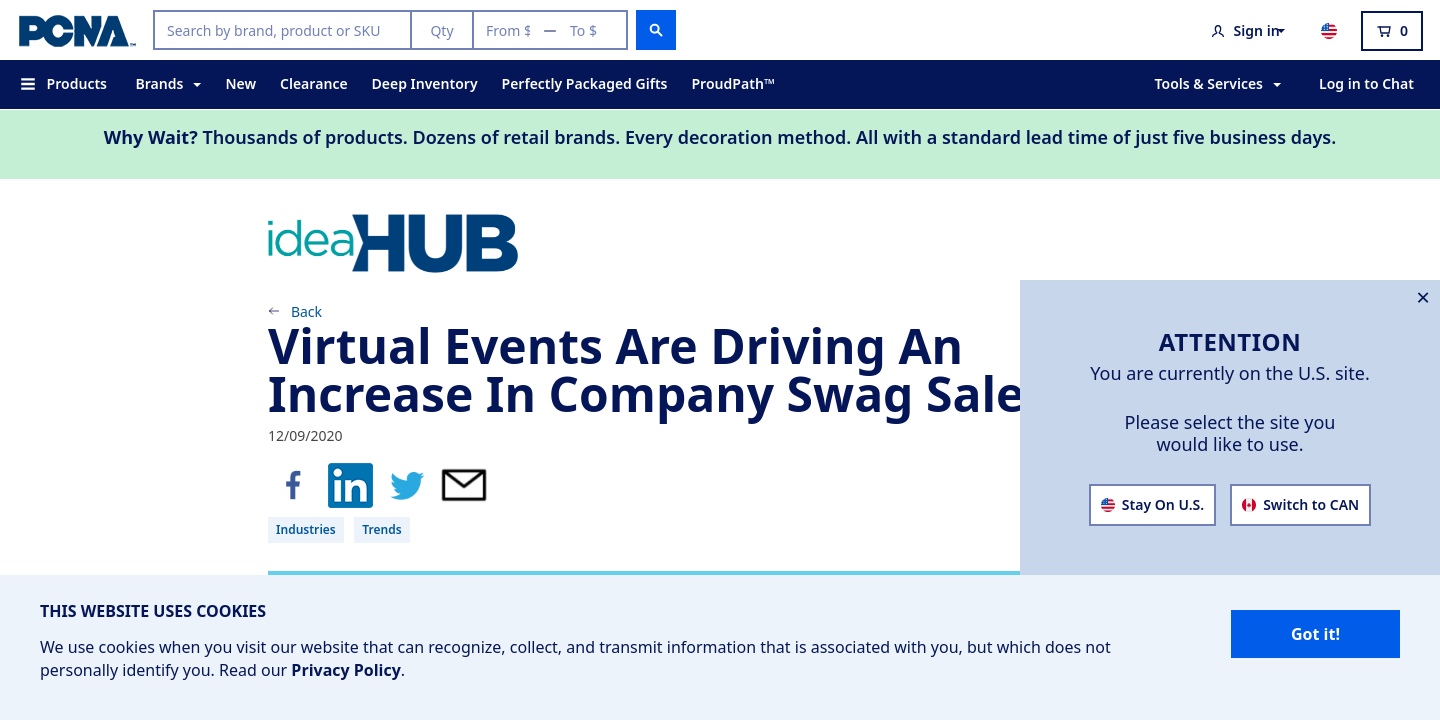 PCNA™
Search by brand, product or SKU
Qty
From $ — To $
Sign in
0
Products
Brands
New
Clearance
Deep Inventory
Perfectly Packaged Gifts
ProudPath™
Tools & Services
Log in to Chat
Why Wait? Thousands of products. Dozens of retail brands. Every decoration method. All with a standard lead time of just five business days.
ideaHUB
Back
Virtual Events Are Driving An
Increase In Company Swag Sale
12/09/2020
Industries
Trends
ATTENTION
You are currently on the U.S. site.
Please select the site you
would like to use.
Stay On U.S.
Switch to CAN
THIS WEBSITE USES COOKIES
We use cookies when you visit our website that can recognize, collect, and transmit information that is associated with you, but which does not
personally identify you. Read our Privacy Policy.
Got it!